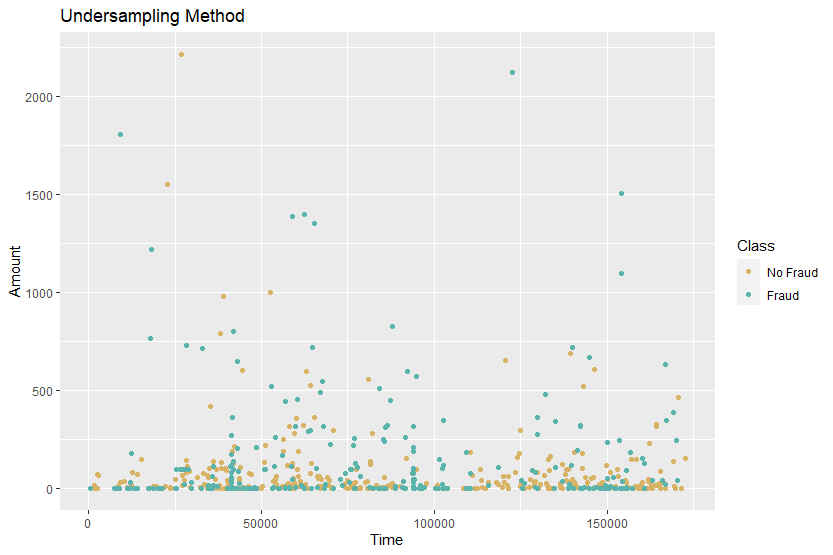 Undersampling Method
2000
1500
1000
500
0
Amount
0 50000 100000 150000
Time
Class
No Fraud
Fraud